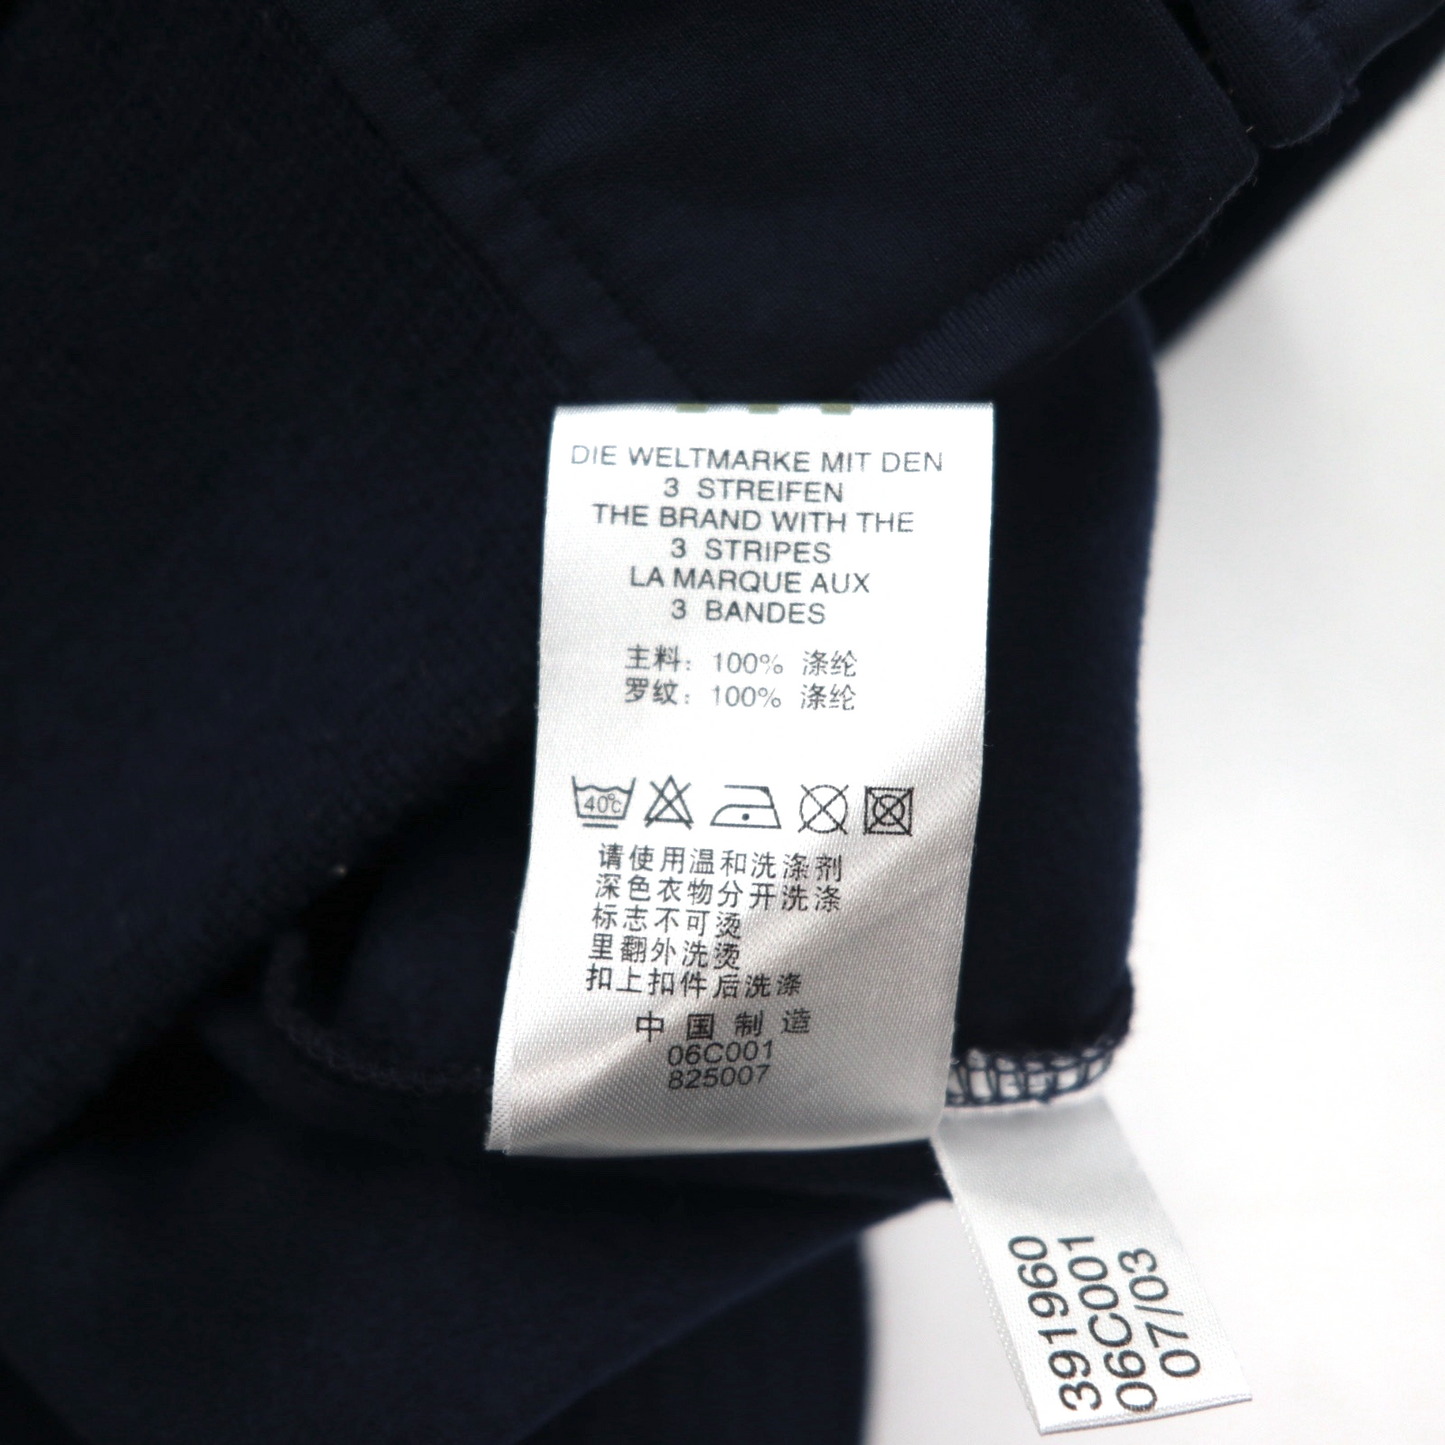 DIE WELTMARKE MIT DEN
3 STREIFEN
THE BRAND WITH THE
3 STRIPES
LA MARQUE AUX
3 BANDES
主料: 100% 涤纶
罗纹: 100% 涤纶
40°c
请使用温和洗涤剂
深色衣物分开洗涤
标志不可烫
里翻外洗烫
扣上扣件后洗涤
中国制造
06C001
825007
391960
06C001
07/03